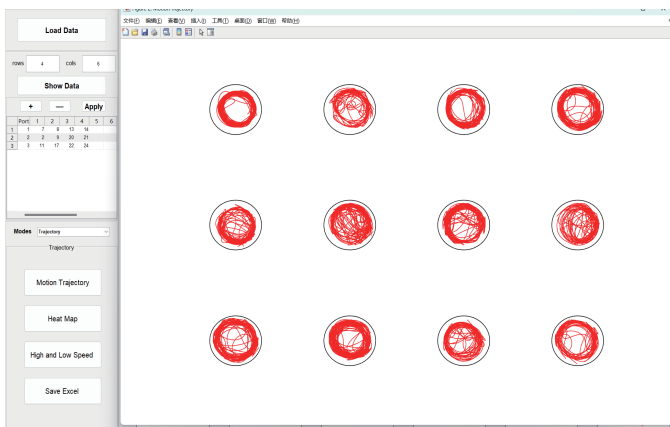 Figure 2: Motion Trajectory
文件(F) 编辑(E) 查看(V) 插入(I) 工具(T) 桌面(D) 窗口(W) 帮助(H)
Load Data
rows 4 cols 6
Show Data
+ — Apply
Port 1 2 3 4 5 6
1 1 7 8 13 14
2 2 2 9 20 21
3 3 11 17 22 24
Modes Trajectory
Trajectory
Motion Trajectory
Heat Map
High and Low Speed
Save Excel